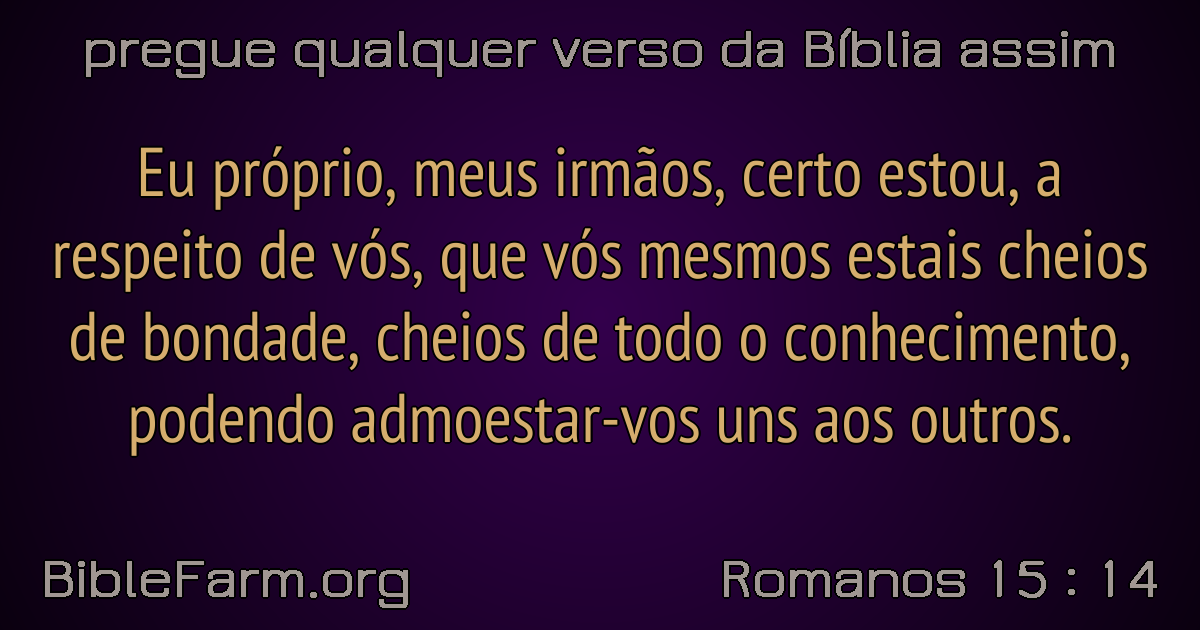 pregue qualquer verso da Bíblia assim
Eu próprio, meus irmãos, certo estou, a
respeito de vós, que vós mesmos estais cheios
de bondade, cheios de todo o conhecimento,
podendo admoestar-vos uns aos outros.
BibleFarm.org
Romanos 15 : 14